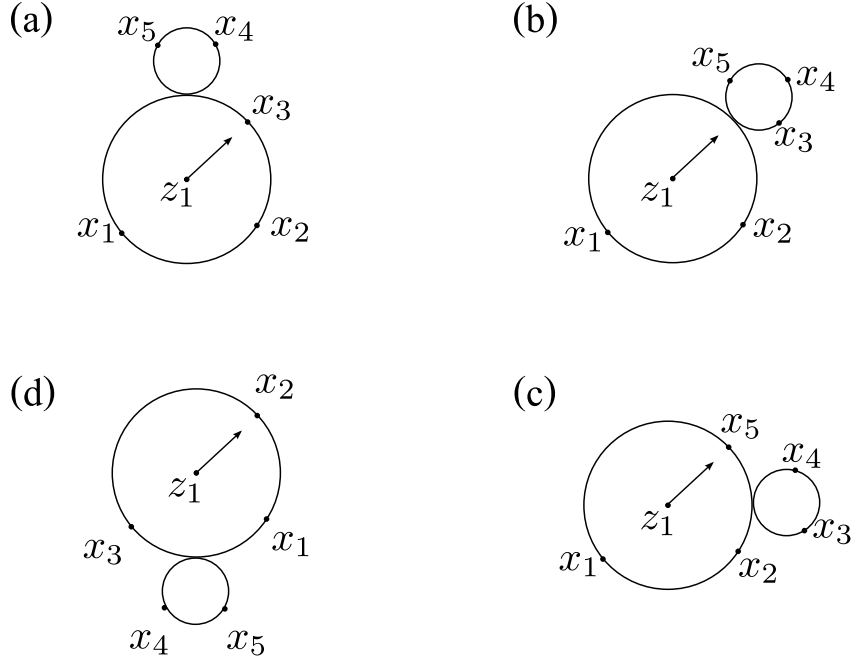 (a)
x₅ x₄
x₃
z₁
x₁ x₂
(b)
x₅ x₄
x₃
z₁
x₁ x₂
(d)
x₂
z₁
x₃ x₁
x₄ x₅
(c)
x₅ x₄
z₁ x₃
x₁ x₂